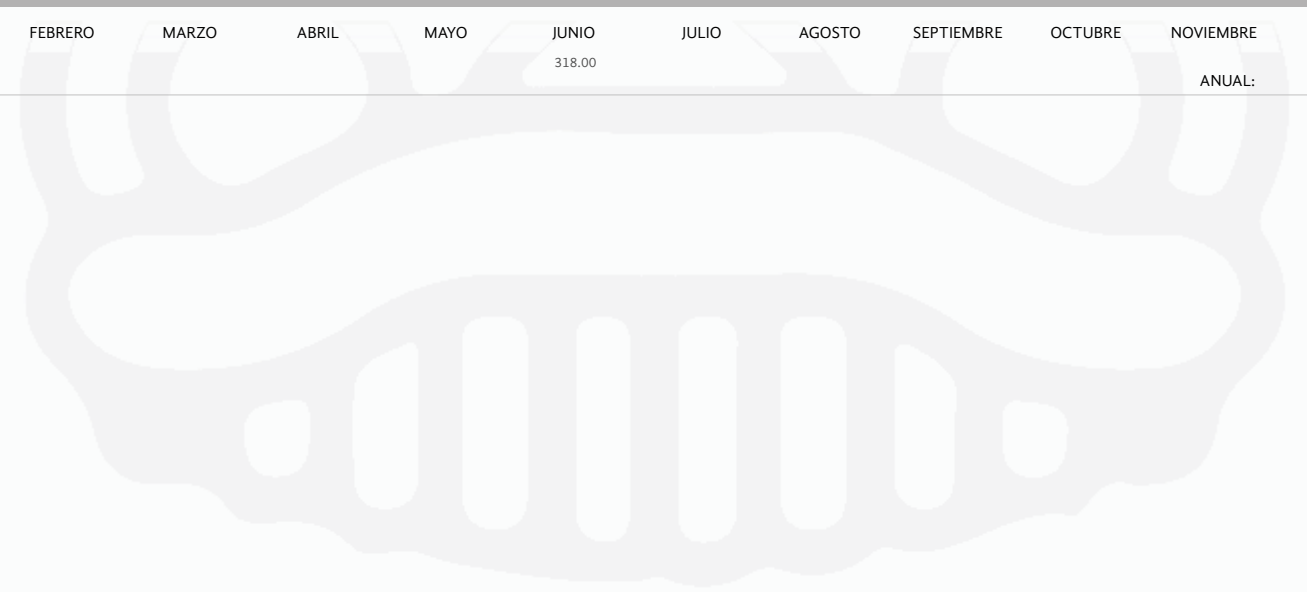 FEBRERO MARZO ABRIL MAYO JUNIO JULIO AGOSTO SEPTIEMBRE OCTUBRE NOVIEMBRE
318.00
ANUAL: